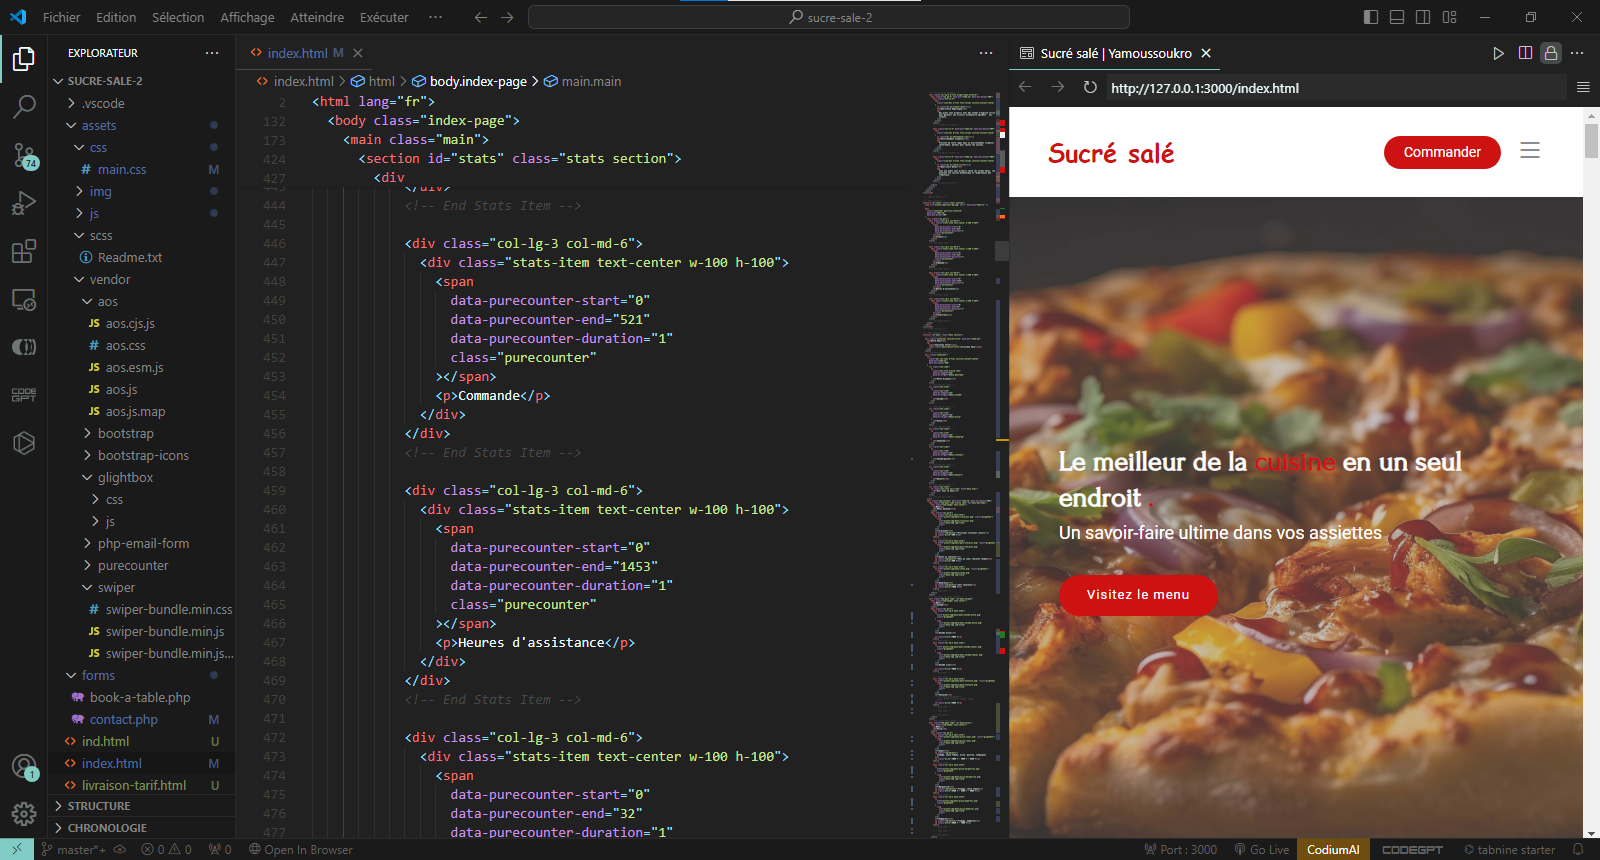 Fichier Edition Sélection Affichage Atteindre Exécuter ··· sucre-sale-2
EXPLORATEUR ···
SUCRE-SALE-2
.vscode
assets
css
# main.css M
img
js
scss
Readme.txt
vendor
aos
JS aos.cjs.js
# aos.css
JS aos.esm.js
JS aos.js
JS aos.js.map
bootstrap
bootstrap-icons
glightbox
css
js
php-email-form
purecounter
swiper
# swiper-bundle.min.css
JS swiper-bundle.min.js
JS swiper-bundle.min.js...
forms
book-a-table.php
contact.php M
ind.html U
index.html M
livraison-tarif.html U
STRUCTURE
CHRONOLOGIE
74
CODE GPT
1
index.html M
index.html > html > body.index-page > main.main
2 <html lang="fr">
132 <body class="index-page">
173 <main class="main">
424 <section id="stats" class="stats section">
427 <div
443 </div>
444 <!-- End Stats Item -->
445
446 <div class="col-lg-3 col-md-6">
447 <div class="stats-item text-center w-100 h-100">
448 <span
449 data-purecounter-start="0"
450 data-purecounter-end="521"
451 data-purecounter-duration="1"
452 class="purecounter"
453 ></span>
454 <p>Commande</p>
455 </div>
456 </div>
457 <!-- End Stats Item -->
458
459 <div class="col-lg-3 col-md-6">
460 <div class="stats-item text-center w-100 h-100">
461 <span
462 data-purecounter-start="0"
463 data-purecounter-end="1453"
464 data-purecounter-duration="1"
465 class="purecounter"
466 ></span>
467 <p>Heures d'assistance</p>
468 </div>
469 </div>
470 <!-- End Stats Item -->
471
472 <div class="col-lg-3 col-md-6">
473 <div class="stats-item text-center w-100 h-100">
474 <span
475 data-purecounter-start="0"
476 data-purecounter-end="32"
477 data-purecounter-duration="1"
Sucré salé | Yamoussoukro
http://127.0.0.1:3000/index.html
Sucré salé
Commander
Le meilleur de la cuisine en un seul
endroit .
Un savoir-faire ultime dans vos assiettes
Visitez le menu
master*+ 0 0 0 Open In Browser Port : 3000 Go Live CodiumAI CODEGPT tabnine starter